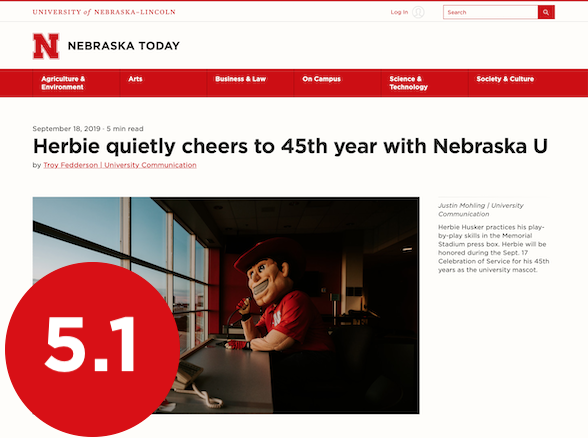 UNIVERSITY of NEBRASKA–LINCOLN
Log In
Search
N
NEBRASKA TODAY
Agriculture &
Environment
Arts
Business & Law
On Campus
Science &
Technology
Society & Culture
September 18, 2019 · 5 min read
Herbie quietly cheers to 45th year with Nebraska U
by Troy Fedderson | University Communication
Justin Mohling | University
Communication
Herbie Husker practices his play-
by-play skills in the Memorial
Stadium press box. Herbie will be
honored during the Sept. 17
Celebration of Service for his 45th
years as the university mascot.
5.1